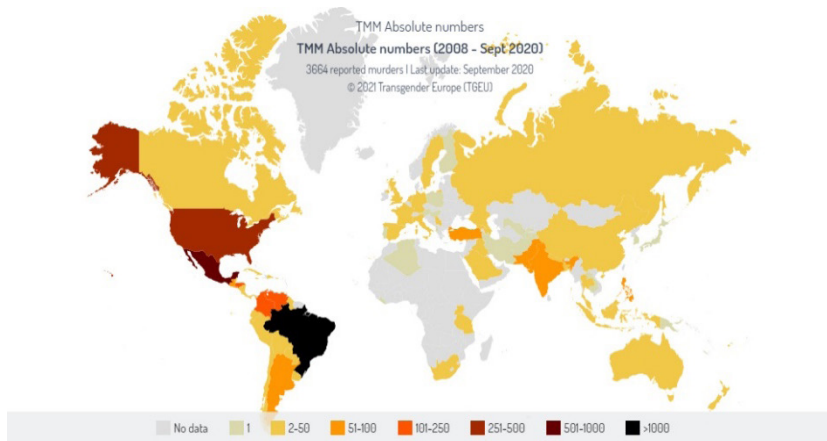 TMM Absolute numbers
TMM Absolute numbers (2008 - Sept 2020)
3664 reported murders | Last update: September 2020
© 2021 Transgender Europe (TGEU)
No data 1 2-50 51-100 101-250 251-500 501-1000 >1000